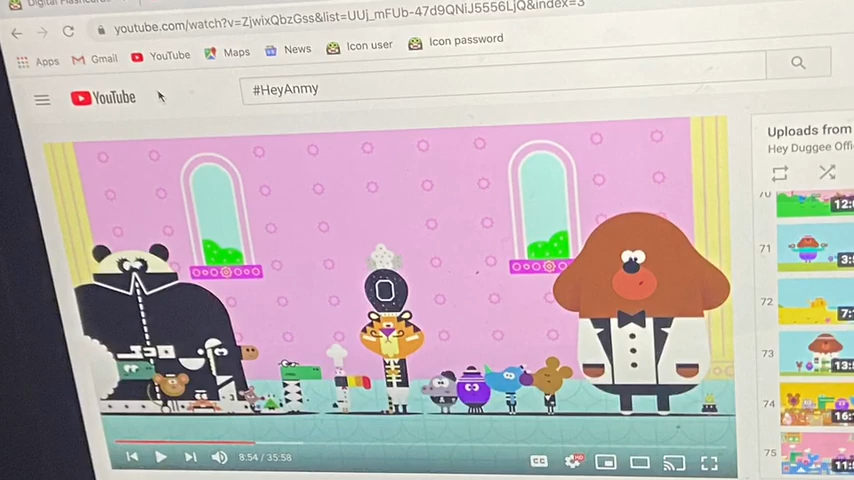 youtube.com/watch?v=ZjwixQbzGss&list=UUj_mFUb-47d9QNiJ5556LjQ&index=3
Apps Gmail YouTube Maps News Icon user Icon password
YouTube
#HeyAnmy
Uploads from
Hey Duggee Offi
70
12:
71
3:
72
7:
73
13:
74
16:
75
11:
8:54 / 35:58
CC
HD